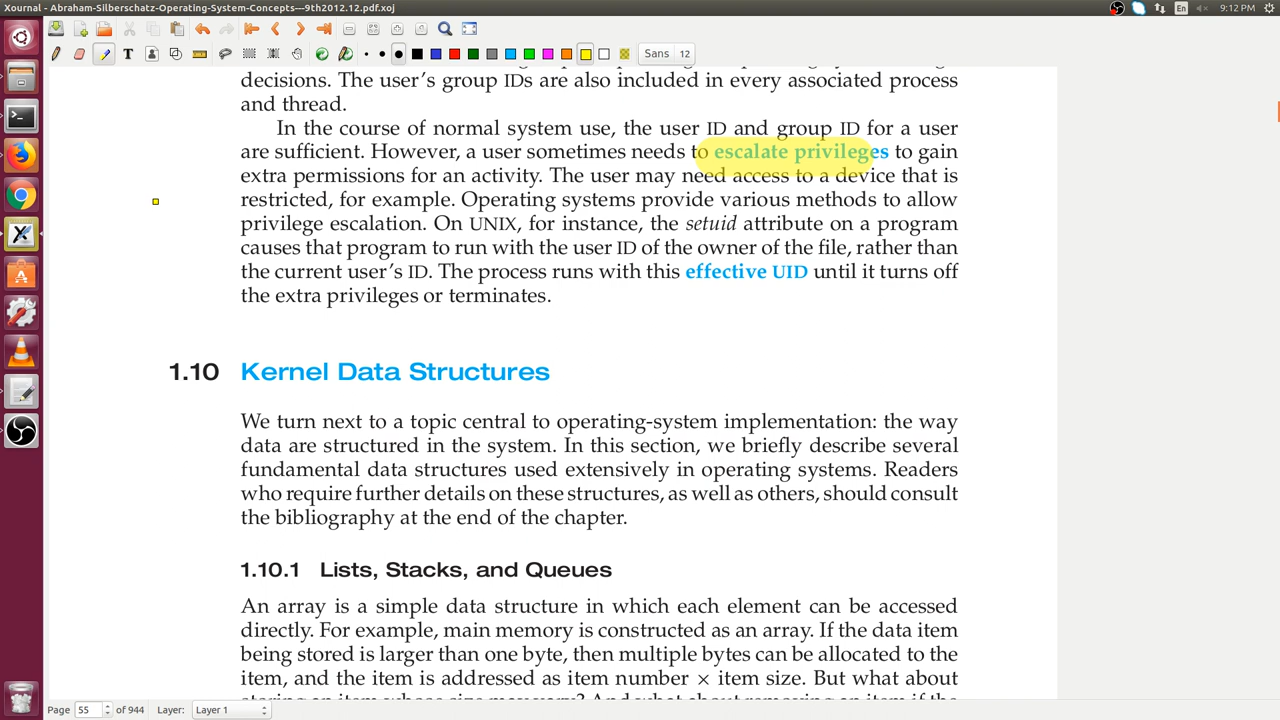 Xournal - Abraham-Silberschatz-Operating-System-Concepts---9th2012.12.pdf.xoj
En
9:12 PM
Sans
12
decisions. The user's group IDs are also included in every associated process
and thread.
In the course of normal system use, the user ID and group ID for a user
are sufficient. However, a user sometimes needs to escalate privileges to gain
extra permissions for an activity. The user may need access to a device that is
restricted, for example. Operating systems provide various methods to allow
privilege escalation. On UNIX, for instance, the setuid attribute on a program
causes that program to run with the user ID of the owner of the file, rather than
the current user's ID. The process runs with this effective UID until it turns off
the extra privileges or terminates.
1.10 Kernel Data Structures
We turn next to a topic central to operating-system implementation: the way
data are structured in the system. In this section, we briefly describe several
fundamental data structures used extensively in operating systems. Readers
who require further details on these structures, as well as others, should consult
the bibliography at the end of the chapter.
1.10.1 Lists, Stacks, and Queues
An array is a simple data structure in which each element can be accessed
directly. For example, main memory is constructed as an array. If the data item
being stored is larger than one byte, then multiple bytes can be allocated to the
item, and the item is addressed as item number × item size. But what about
Page 55 of 944 Layer: Layer 1